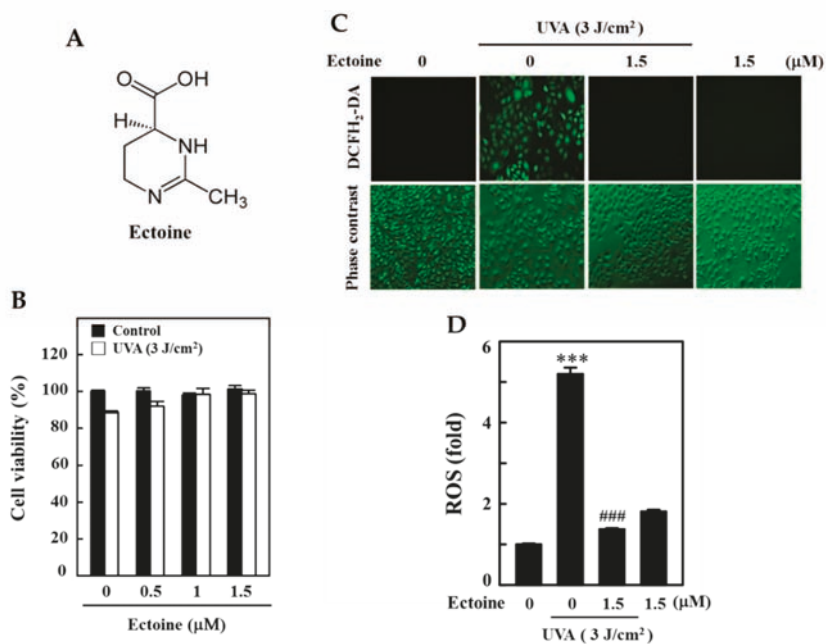 A
O
OH
H
NH
N
CH3
Ectoine
B
Control
UVA (3 J/cm²)
Cell viability (%)
120
100
80
60
40
20
0
0 0.5 1 1.5
Ectoine (μM)
C
UVA (3 J/cm²)
Ectoine 0 0 1.5 1.5 (μM)
DCFH₂-DA
Phase contrast
D
ROS (fold)
6
4
2
0
***
###
Ectoine 0 0 1.5 1.5 (μM)
UVA ( 3 J/cm²)